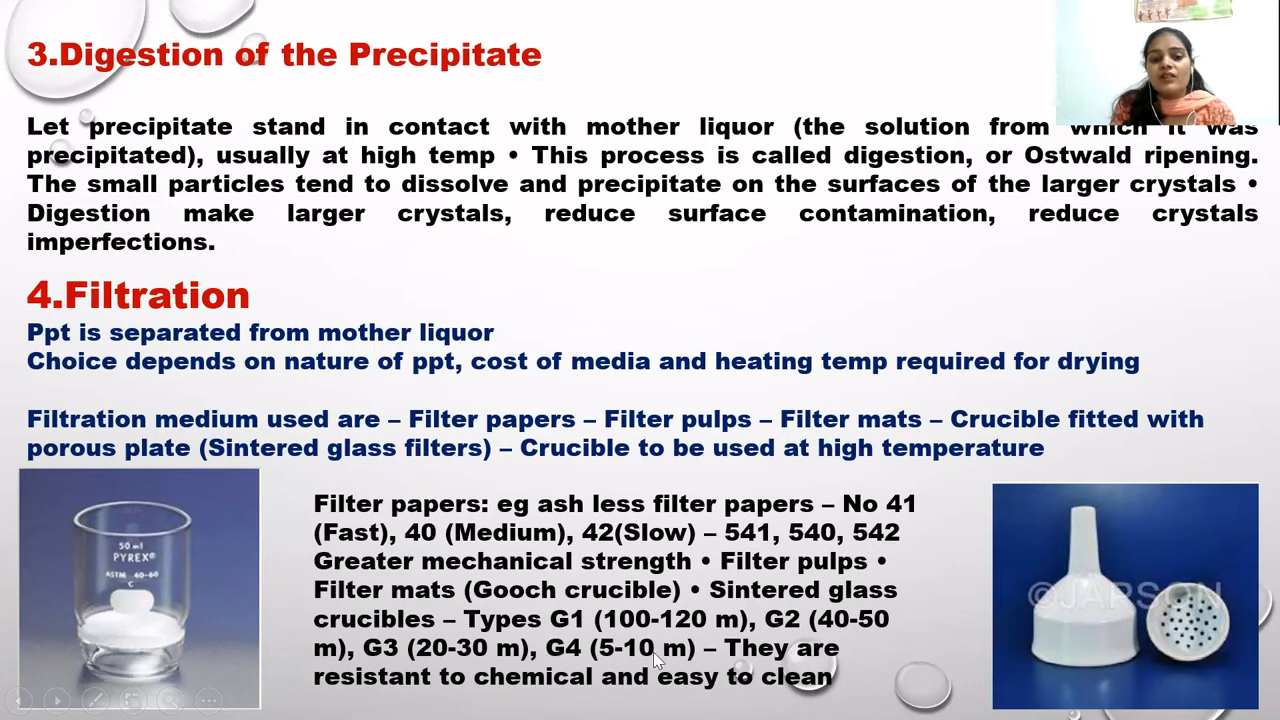 3.Digestion of the Precipitate
Let precipitate stand in contact with mother liquor (the solution from which it was
precipitated), usually at high temp • This process is called digestion, or Ostwald ripening.
The small particles tend to dissolve and precipitate on the surfaces of the larger crystals •
Digestion make larger crystals, reduce surface contamination, reduce crystals
imperfections.
4.Filtration
Ppt is separated from mother liquor
Choice depends on nature of ppt, cost of media and heating temp required for drying
Filtration medium used are – Filter papers – Filter pulps – Filter mats – Crucible fitted with
porous plate (Sintered glass filters) – Crucible to be used at high temperature
50 ml
PYREX®
ASTM 40-60
C
Filter papers: eg ash less filter papers – No 41
(Fast), 40 (Medium), 42(Slow) – 541, 540, 542
Greater mechanical strength • Filter pulps •
Filter mats (Gooch crucible) • Sintered glass
crucibles – Types G1 (100-120 m), G2 (40-50
m), G3 (20-30 m), G4 (5-10 m) – They are
resistant to chemical and easy to clean
©JARSON